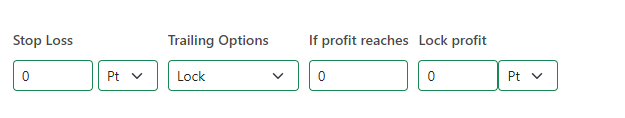 Stop Loss Trailing Options If profit reaches Lock profit
0 Pt Lock 0 0 Pt